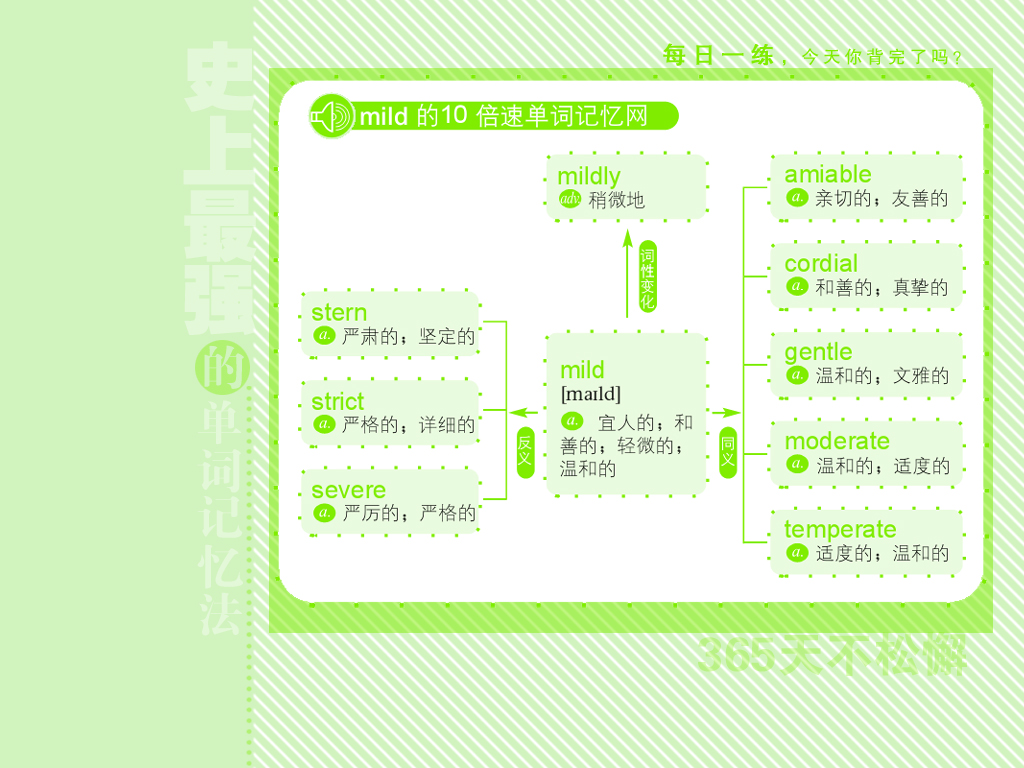 史上最强的单词记忆法
每日一练，今天你背完了吗？
mild 的10 倍速单词记忆网
mildly
adv. 稍微地
词性变化
stern
a. 严肃的；坚定的
strict
a. 严格的；详细的
severe
a. 严厉的；严格的
反义
mild
[maɪld]
a. 宜人的；和
善的；轻微的；
温和的
同义
amiable
a. 亲切的；友善的
cordial
a. 和善的；真挚的
gentle
a. 温和的；文雅的
moderate
a. 温和的；适度的
temperate
a. 适度的；温和的
365天不松懈